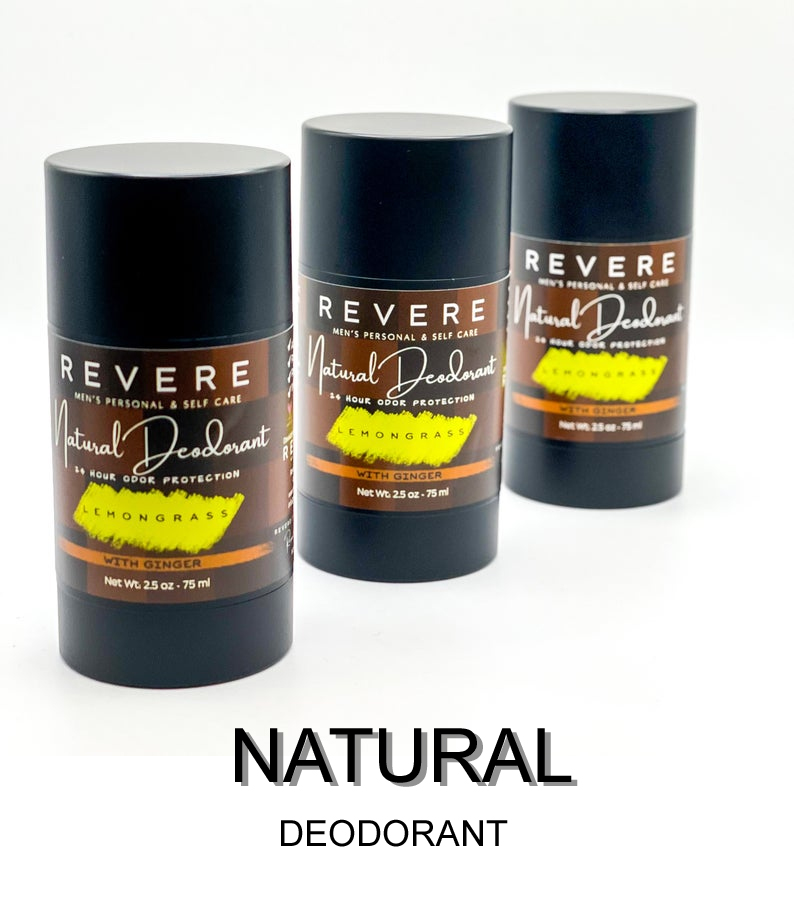 REVERE
MEN'S PERSONAL & SELF CARE
Natural Deodorant
24 HOUR ODOR PROTECTION
LEMONGRASS
WITH GINGER
Net Wt. 2.5 oz - 75 ml
REVERE
MEN'S PERSONAL & SELF CARE
Natural Deodorant
24 HOUR ODOR PROTECTION
LEMONGRASS
WITH GINGER
Net Wt. 2.5 oz - 75 ml
REVERE
MEN'S PERSONAL & SELF CARE
Natural Deodorant
24 HOUR ODOR PROTECTION
LEMONGRASS
WITH GINGER
Net Wt. 2.5 oz - 75 ml
NATURAL
DEODORANT